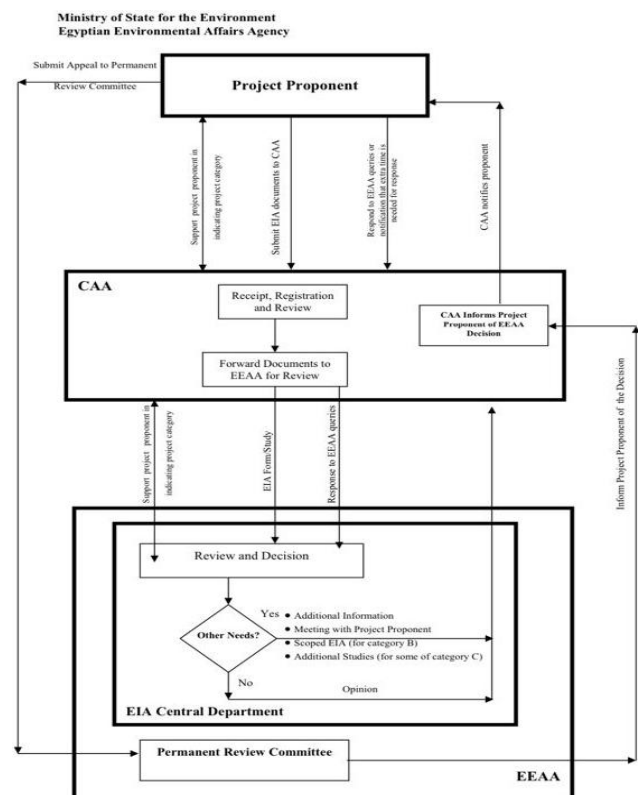 Ministry of State for the Environment
Egyptian Environmental Affairs Agency
Submit Appeal to Permanent
Review Committee
Project Proponent
Support project proponent in
indicating project category
Submit EIA documents to CAA
Respond to EEAA queries or
notification that extra time is
needed for response
CAA notifies proponent
CAA
Receipt, Registration
and Review
CAA Informs Project
Proponent of EEAA
Decision
Forward Documents to
EEAA for Review
Support project proponent in
indicating project category
EIA Form/Study
Response to EEAA queries
Inform Project Proponent of the Decision
Review and Decision
Other Needs?
Yes
• Additional Information
• Meeting with Project Proponent
• Scoped EIA (for category B)
• Additional Studies (for some of category C)
No
Opinion
EIA Central Department
Permanent Review Committee
EEAA